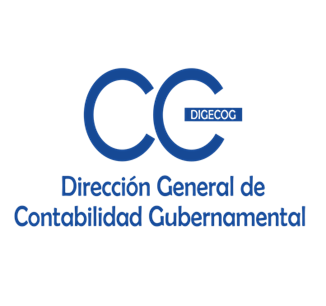 CG
DIGECOG
Dirección General de
Contabilidad Gubernamental